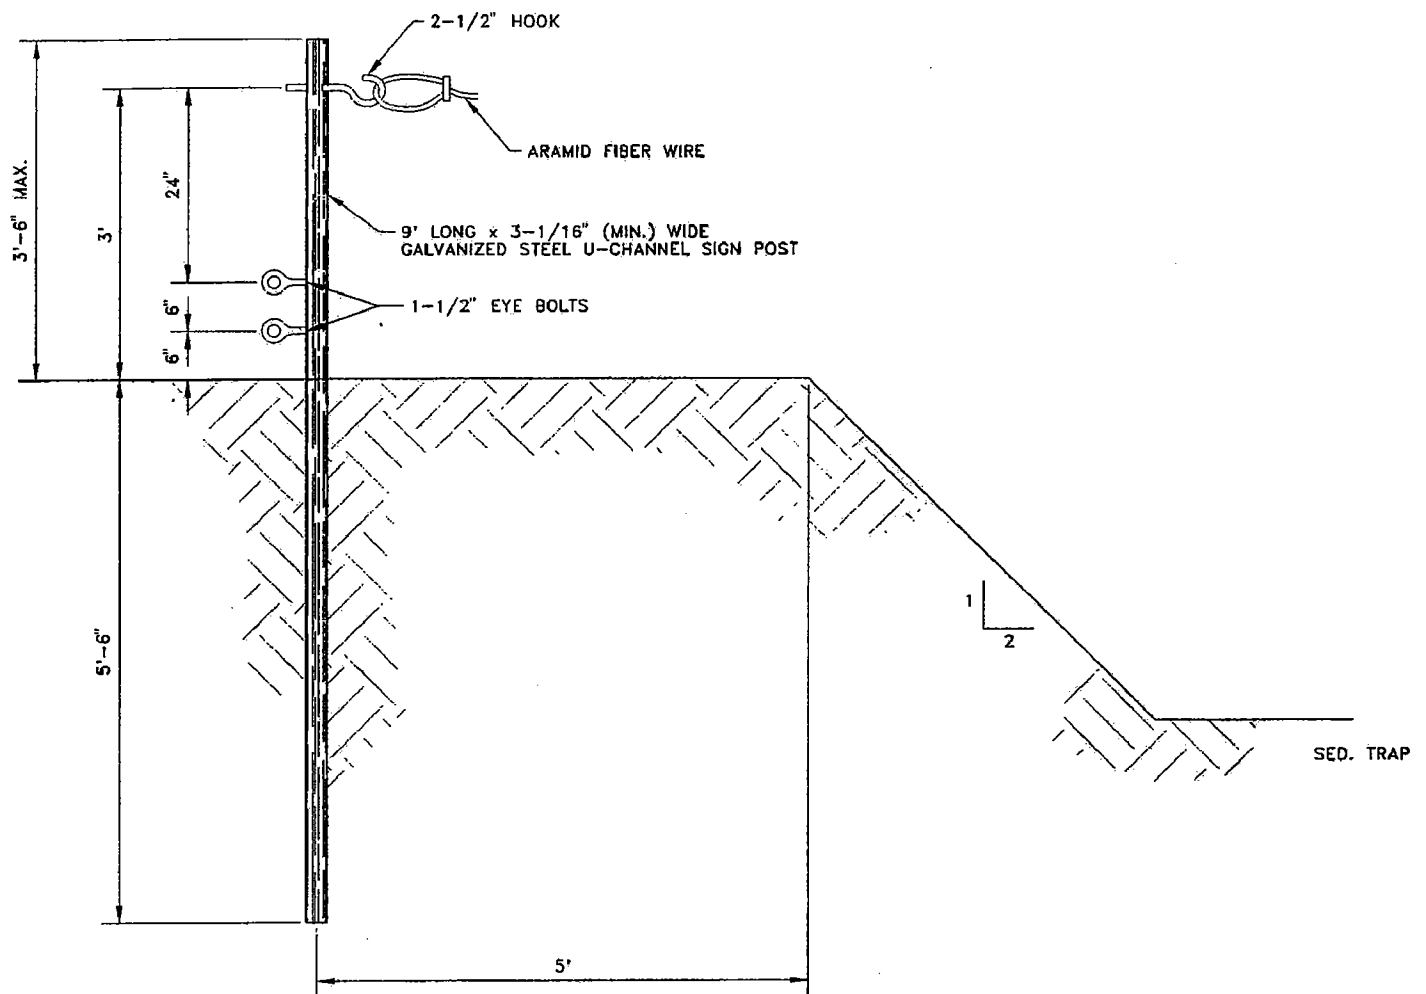 2-1/2" HOOK
ARAMID FIBER WIRE
3'-6" MAX.
3'
24"
9' LONG x 3-1/16" (MIN.) WIDE
GALVANIZED STEEL U-CHANNEL SIGN POST
1-1/2" EYE BOLTS
6"
6"
5'-6"
1
2
SED. TRAP
5'